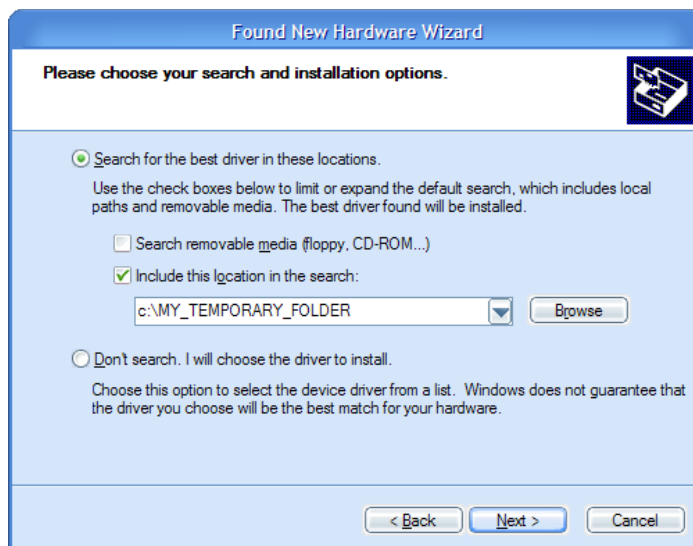 Found New Hardware Wizard
Please choose your search and installation options.
Search for the best driver in these locations.
Use the check boxes below to limit or expand the default search, which includes local
paths and removable media. The best driver found will be installed.
Search removable media (floppy, CD-ROM...)
Include this location in the search:
c:\MY_TEMPORARY_FOLDER
Browse
Don't search. I will choose the driver to install.
Choose this option to select the device driver from a list. Windows does not guarantee that
the driver you choose will be the best match for your hardware.
< Back
Next >
Cancel